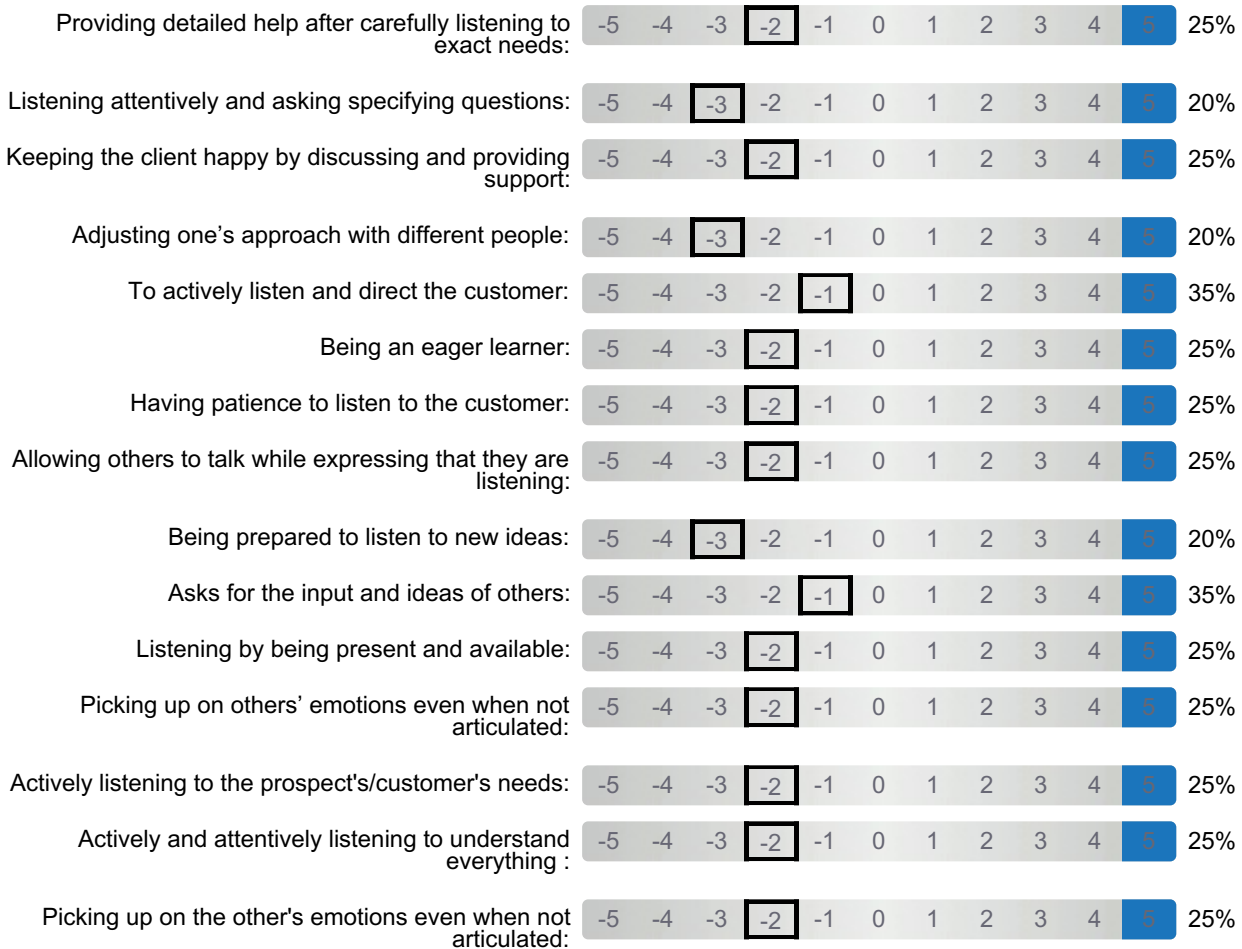 Providing detailed help after carefully listening to
exact needs:
-5 -4 -3 -2 -1 0 1 2 3 4 5 25%
Listening attentively and asking specifying questions:
-5 -4 -3 -2 -1 0 1 2 3 4 5 20%
Keeping the client happy by discussing and providing
support:
-5 -4 -3 -2 -1 0 1 2 3 4 5 25%
Adjusting one’s approach with different people:
-5 -4 -3 -2 -1 0 1 2 3 4 5 20%
To actively listen and direct the customer:
-5 -4 -3 -2 -1 0 1 2 3 4 5 35%
Being an eager learner:
-5 -4 -3 -2 -1 0 1 2 3 4 5 25%
Having patience to listen to the customer:
-5 -4 -3 -2 -1 0 1 2 3 4 5 25%
Allowing others to talk while expressing that they are
listening:
-5 -4 -3 -2 -1 0 1 2 3 4 5 25%
Being prepared to listen to new ideas:
-5 -4 -3 -2 -1 0 1 2 3 4 5 20%
Asks for the input and ideas of others:
-5 -4 -3 -2 -1 0 1 2 3 4 5 35%
Listening by being present and available:
-5 -4 -3 -2 -1 0 1 2 3 4 5 25%
Picking up on others’ emotions even when not
articulated:
-5 -4 -3 -2 -1 0 1 2 3 4 5 25%
Actively listening to the prospect's/customer's needs:
-5 -4 -3 -2 -1 0 1 2 3 4 5 25%
Actively and attentively listening to understand
everything :
-5 -4 -3 -2 -1 0 1 2 3 4 5 25%
Picking up on the other's emotions even when not
articulated:
-5 -4 -3 -2 -1 0 1 2 3 4 5 25%